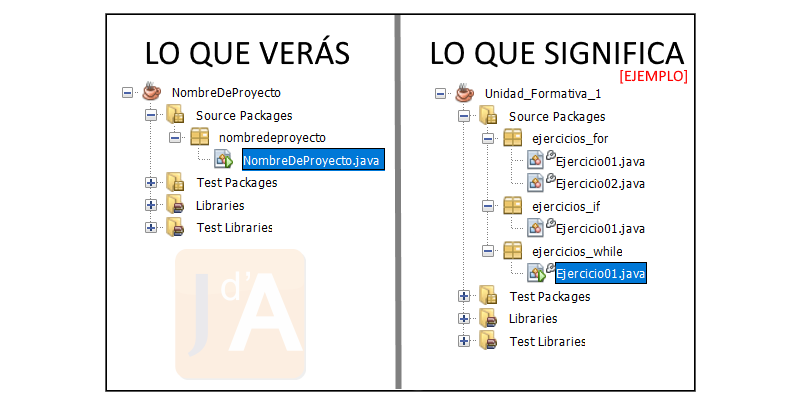 LO QUE VERÁS
NombreDeProyecto
Source Packages
nombredeproyecto
NombreDeProyecto.java
Test Packages
Libraries
Test Libraries
Jd'A
LO QUE SIGNIFICA
[EJEMPLO]
Unidad_Formativa_1
Source Packages
ejercicios_for
Ejercicio01.java
Ejercicio02.java
ejercicios_if
Ejercicio01.java
ejercicios_while
Ejercicio01.java
Test Packages
Libraries
Test Libraries